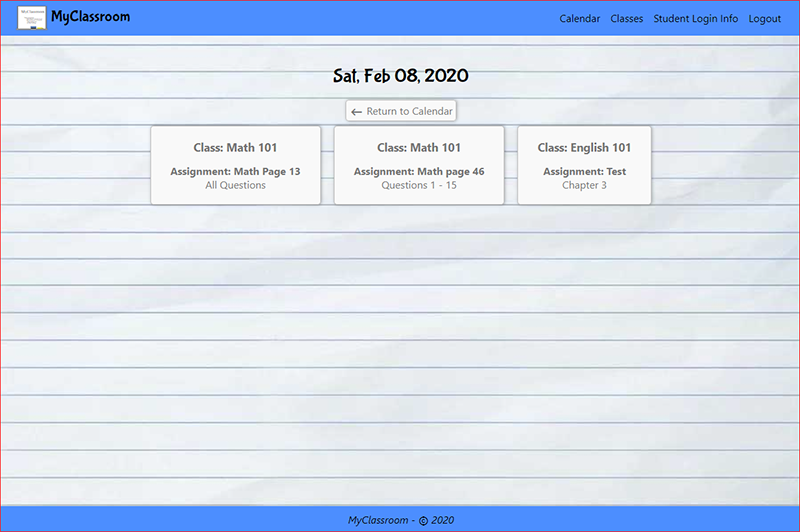 MyClassroom
Calendar Classes Student Login Info Logout
Sat, Feb 08, 2020
← Return to Calendar
Class: Math 101
Assignment: Math Page 13
All Questions
Class: Math 101
Assignment: Math page 46
Questions 1 - 15
Class: English 101
Assignment: Test
Chapter 3
MyClassroom - © 2020